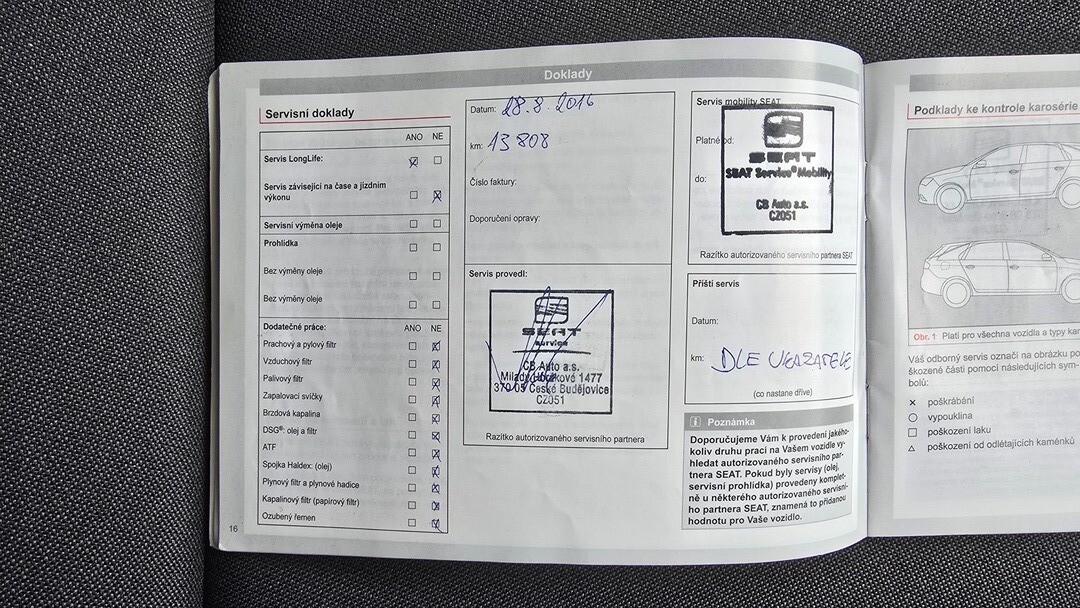 Doklady
Servisní doklady
ANO NE
Servis LongLife:
Servis závisející na čase a jízdním
výkonu
Servisní výměna oleje
Prohlídka
Bez výměny oleje
Bez výměny oleje
Dodatečné práce: ANO NE
Prachový a pylový filtr
Vzduchový filtr
Palivový filtr
Zapalovací svíčky
Brzdová kapalina
DSG®: olej a filtr
ATF
Spojka Haldex: (olej)
Plynový filtr a plynové hadice
Kapalinový filtr (papírový filtr)
Ozubený řemen
16
Datum: 28.8.2016
km: 13 808
Číslo faktury:
Doporučení opravy:
Servis provedl:
SEAT
service
CB Auto a.s.
Milady Horákové 1477
370 05 České Budějovice
CZ051
Razítko autorizovaného servisního partnera
Servis mobility SEAT
Platné od:
do:
SEAT
SEAT Service® Mobility
CB Auto a.s.
CZ051
Razítko autorizovaného servisního partnera SEAT
Příští servis
Datum:
km: DLE UKAZATELE
(co nastane dříve)
i Poznámka
Doporučujeme Vám k provedení jakého-
koliv druhu prací na Vašem vozidle vy-
hledat autorizovaného servisního par-
tnera SEAT. Pokud byly servisy (olej,
servisní prohlídka) provedeny komplet-
ně u některého autorizovaného servisní-
ho partnera SEAT, znamená to přidanou
hodnotu pro Vaše vozidlo.
Podklady ke kontrole karosérie
Obr. 1 Platí pro všechna vozidla a typy
Váš odborný servis označí na obrázku
škozené části pomocí následujících sym-
bolů:
poškrábání
vypouklina
poškození laku
poškození od odlétajících kaménků